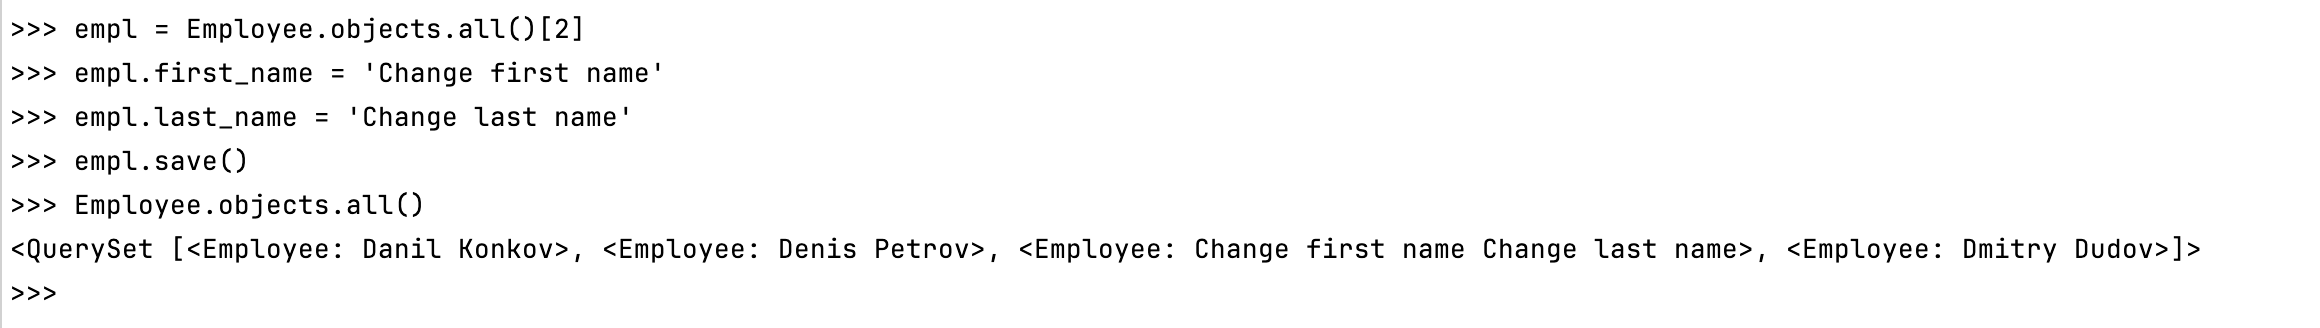 >>> empl = Employee.objects.all()[2]
>>> empl.first_name = 'Change first name'
>>> empl.last_name = 'Change last name'
>>> empl.save()
>>> Employee.objects.all()
<QuerySet [<Employee: Danil Konkov>, <Employee: Denis Petrov>, <Employee: Change first name Change last name>, <Employee: Dmitry Dudov>]>
>>>